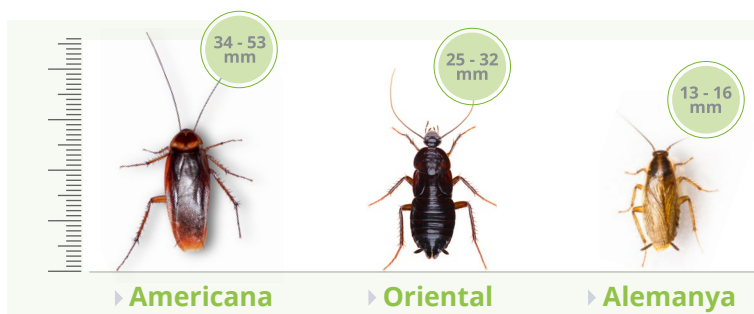 34 - 53
mm
25 - 32
mm
13 - 16
mm
Americana
Oriental
Alemanya